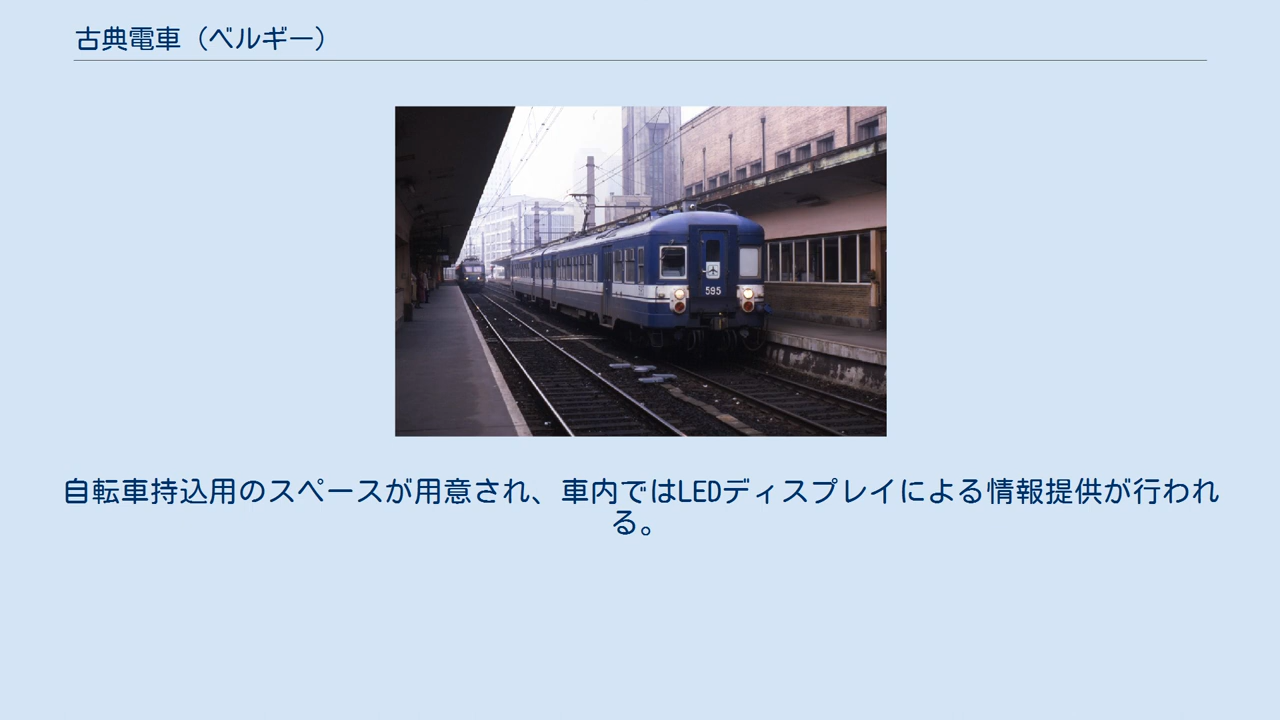 古典電車（ベルギー）
595
自転車持込用のスペースが用意され、車内ではLEDディスプレイによる情報提供が行われ
る。